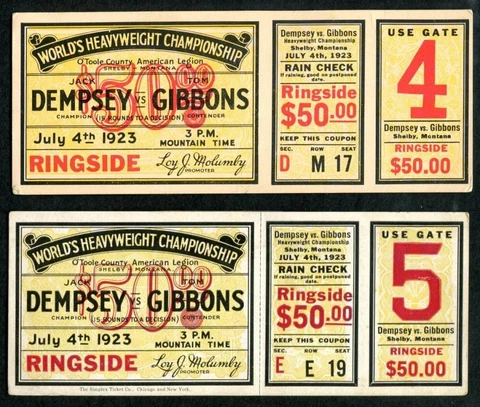 WORLD'S HEAVYWEIGHT CHAMPIONSHIP
O'Toole County American Legion
SHELBY - MONTANA
$50.00
JACK TOM
DEMPSEY VS GIBBONS
CHAMPION (15 ROUNDS TO A DECISION) CONTENDER
July 4th 1923 3 P.M.
MOUNTAIN TIME
RINGSIDE Loy J. Molumby
PROMOTER
Dempsey vs. Gibbons
Heavyweight Championship
Shelby, Montana
JULY 4th, 1923
RAIN CHECK
If raining, good on postponed
date.
Ringside
$50.00
KEEP THIS COUPON
SEC. ROW SEAT
D M 17
USE GATE
4
Dempsey vs. Gibbons
Shelby, Montana
RINGSIDE
$50.00
WORLD'S HEAVYWEIGHT CHAMPIONSHIP
O'Toole County American Legion
SHELBY - MONTANA
$50.00
JACK TOM
DEMPSEY VS GIBBONS
CHAMPION (15 ROUNDS TO A DECISION) CONTENDER
July 4th 1923 3 P.M.
MOUNTAIN TIME
RINGSIDE Loy J. Molumby
PROMOTER
The Simplex Ticket Co., Chicago and New York.
Dempsey vs. Gibbons
Heavyweight Championship
Shelby, Montana
JULY 4th, 1923
RAIN CHECK
If raining, good on postponed
date.
Ringside
$50.00
KEEP THIS COUPON
SEC. ROW SEAT
E E 19
USE GATE
5
Dempsey vs. Gibbons
Shelby, Montana
RINGSIDE
$50.00